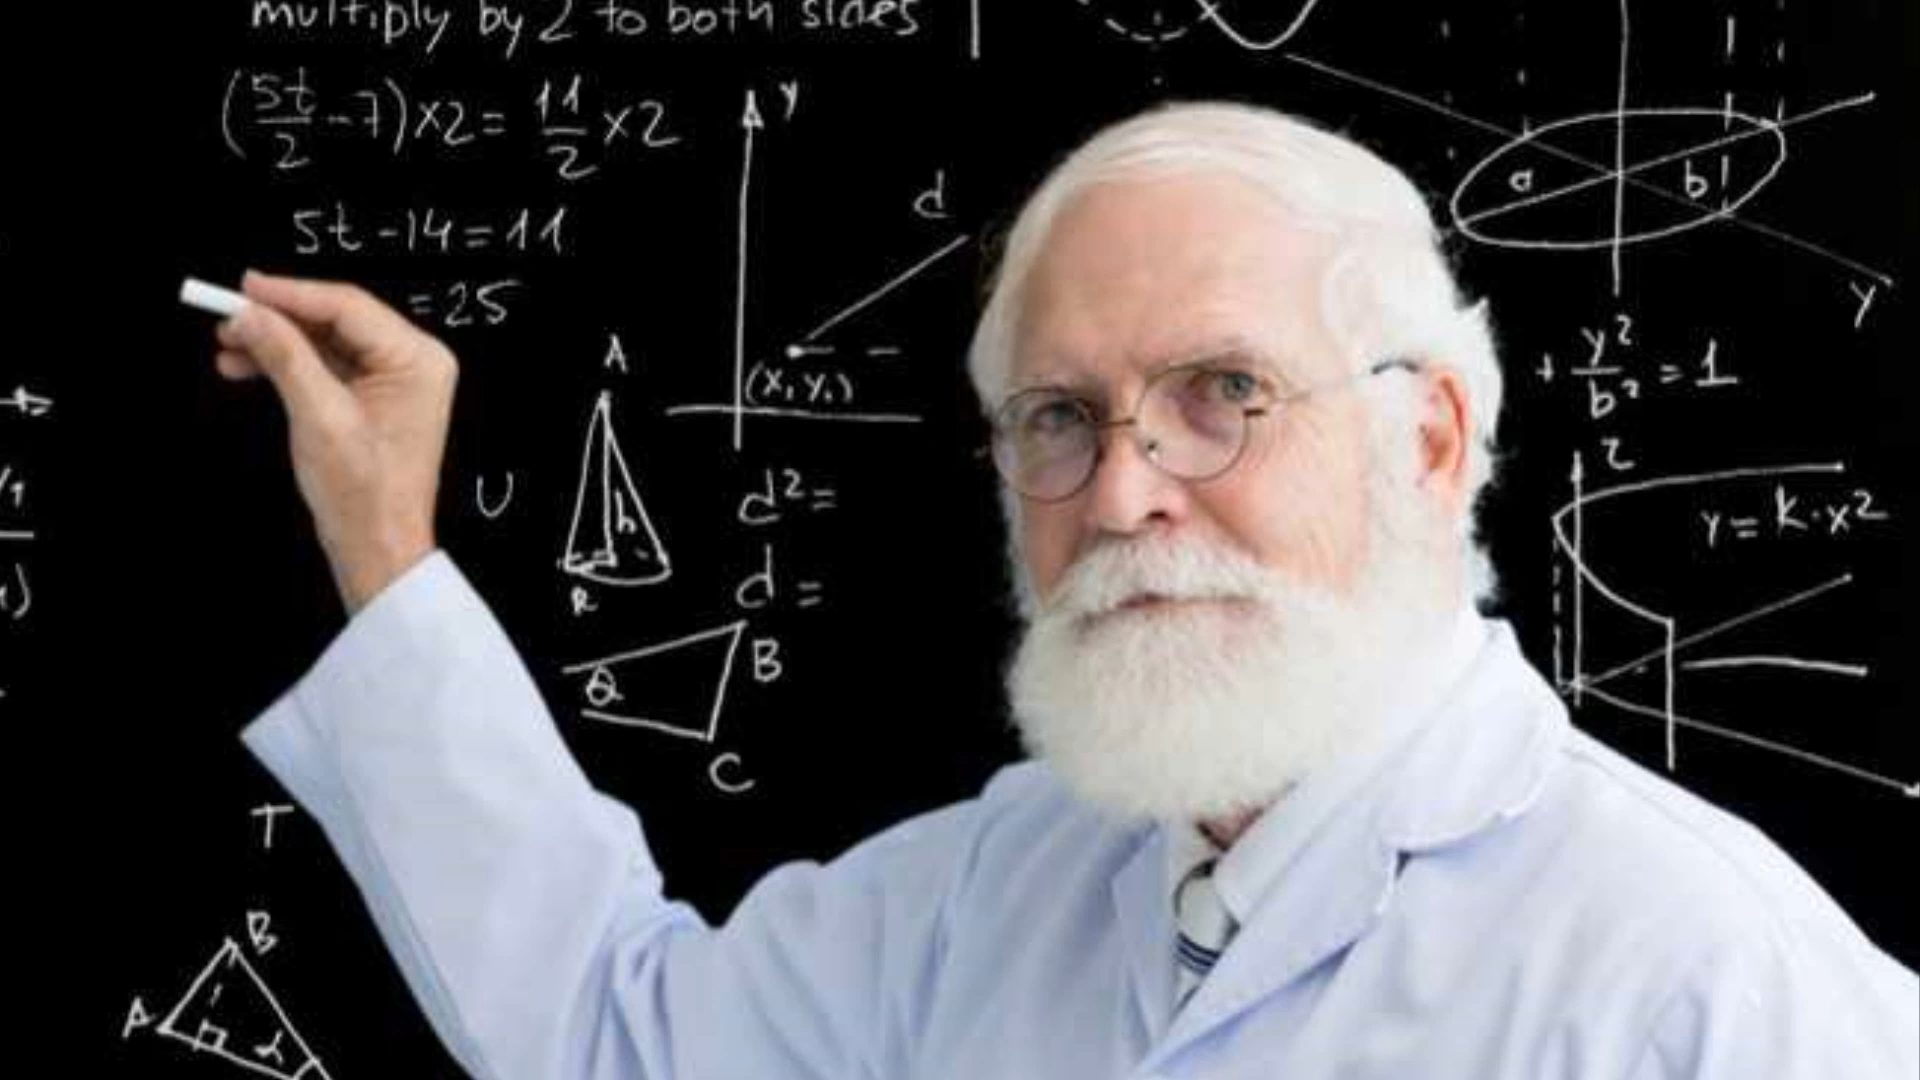 multiply by 2 to both sides
(5t/2 - 7) x2 = 11/2 x2
5t - 14 = 11
= 25
y
d
(x, y,)
A
h
R
U
d² =
d =
B
θ
C
T
B
A
α
a
b
y
+ y²/b² = 1
z
y = k·x²